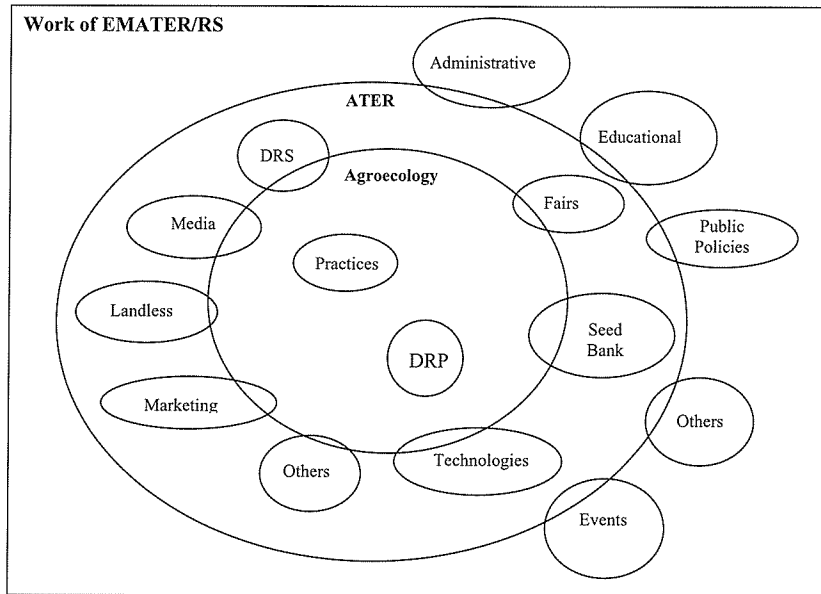 Work of EMATER/RS
Administrative
ATER
Educational
DRS
Agroecology
Fairs
Media
Public
Policies
Practices
Landless
Seed
Bank
DRP
Marketing
Others
Others
Technologies
Events